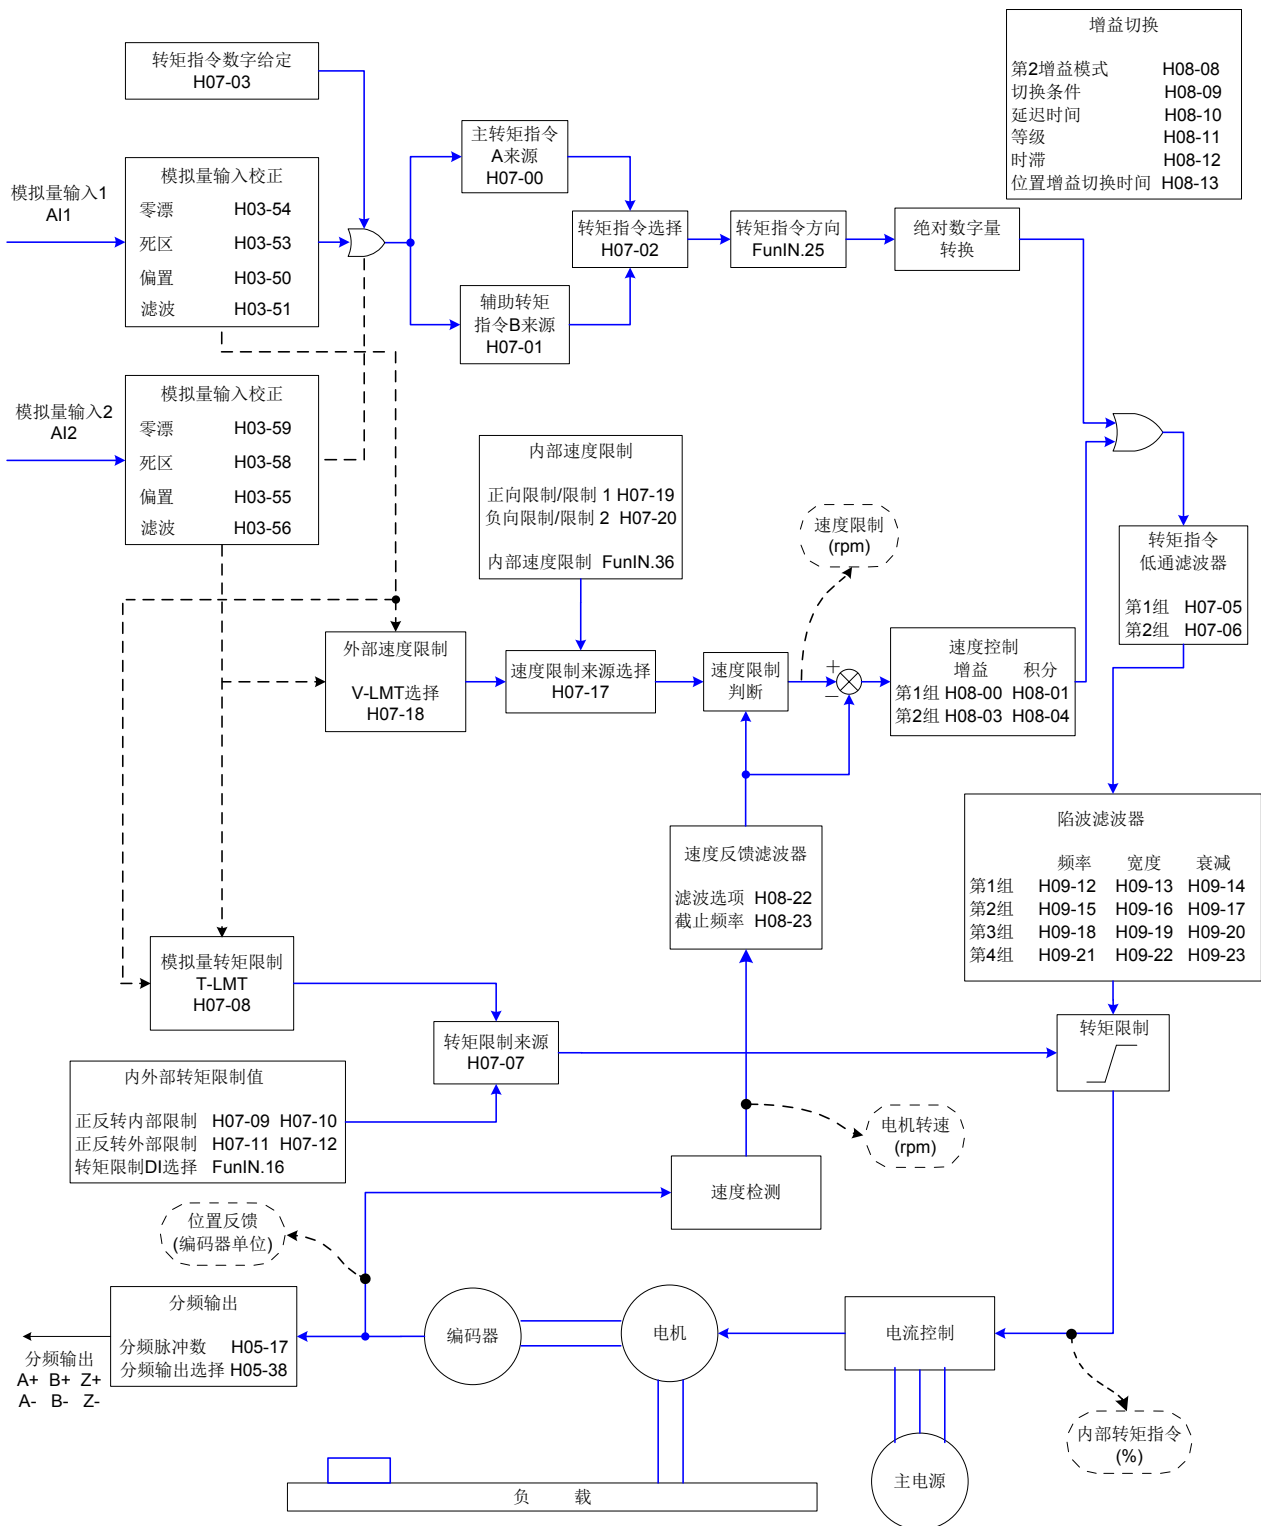 转矩指令数字给定
H07-03
增益切换
第2增益模式 H08-08
切换条件 H08-09
延迟时间 H08-10
等级 H08-11
时滞 H08-12
位置增益切换时间 H08-13
模拟量输入1
AI1
模拟量输入校正
零漂 H03-54
死区 H03-53
偏置 H03-50
滤波 H03-51
主转矩指令
A来源
H07-00
辅助转矩
指令B来源
H07-01
转矩指令选择
H07-02
转矩指令方向
FunIN.25
绝对数字量
转换
模拟量输入2
AI2
模拟量输入校正
零漂 H03-59
死区 H03-58
偏置 H03-55
滤波 H03-56
内部速度限制
正向限制/限制 1 H07-19
负向限制/限制 2 H07-20
内部速度限制 FunIN.36
速度限制
(rpm)
转矩指令
低通滤波器
第1组 H07-05
第2组 H07-06
外部速度限制
V-LMT选择
H07-18
速度限制来源选择
H07-17
速度限制
判断
+
−
速度控制
增益 积分
第1组 H08-00 H08-01
第2组 H08-03 H08-04
陷波滤波器
频率 宽度 衰减
第1组 H09-12 H09-13 H09-14
第2组 H09-15 H09-16 H09-17
第3组 H09-18 H09-19 H09-20
第4组 H09-21 H09-22 H09-23
速度反馈滤波器
滤波选项 H08-22
截止频率 H08-23
模拟量转矩限制
T-LMT
H07-08
转矩限制来源
H07-07
转矩限制
内外部转矩限制值
正反转内部限制 H07-09 H07-10
正反转外部限制 H07-11 H07-12
转矩限制DI选择 FunIN.16
电机转速
(rpm)
速度检测
位置反馈
(编码器单位)
分频输出
分频脉冲数 H05-17
分频输出选择 H05-38
分频输出
A+ B+ Z+
A- B- Z-
编码器
电机
电流控制
内部转矩指令
(%)
主电源
负 载